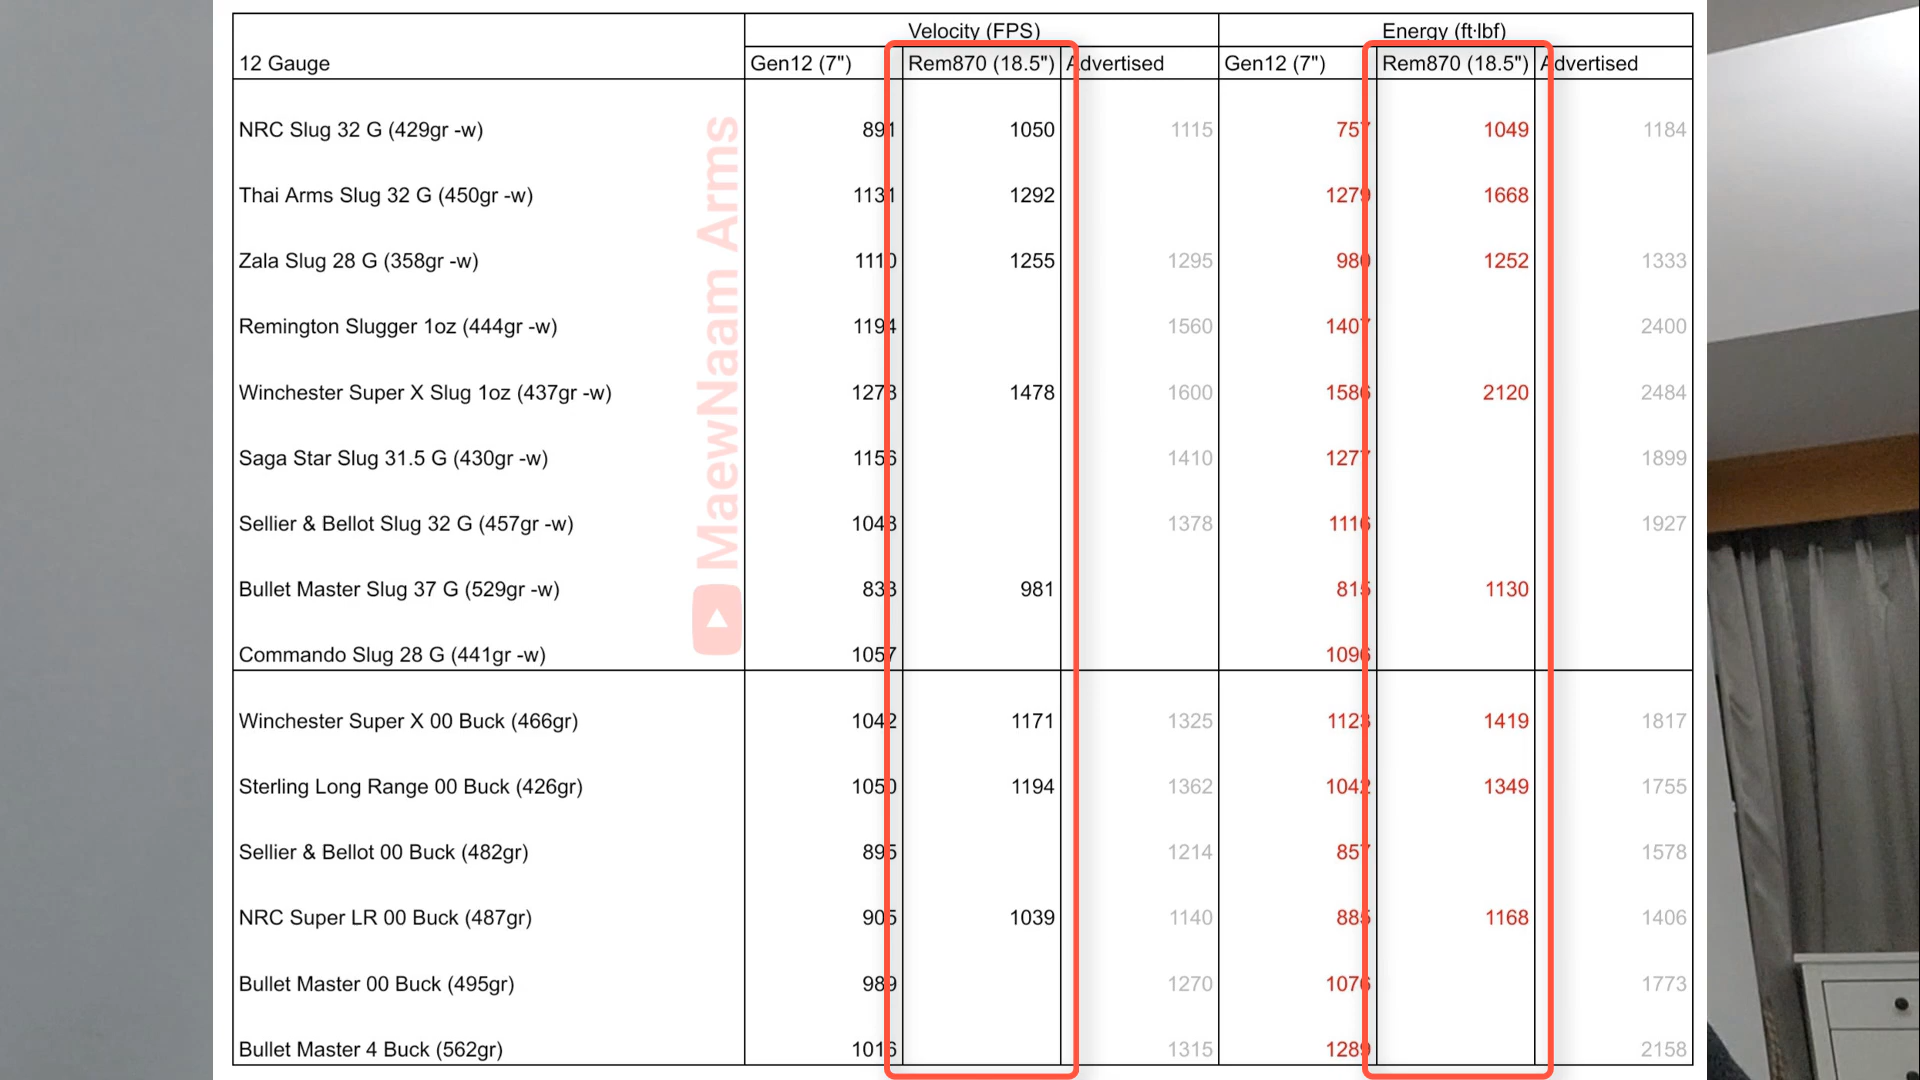 Velocity (FPS) Energy (ft·lbf)
12 Gauge Gen12 (7") Rem870 (18.5") Advertised Gen12 (7") Rem870 (18.5") Advertised
NRC Slug 32 G (429gr -w) 891 1050 1115 757 1049 1184
Thai Arms Slug 32 G (450gr -w) 1131 1292 1279 1668
Zala Slug 28 G (358gr -w) 1110 1255 1295 980 1252 1333
Remington Slugger 1oz (444gr -w) 1194 1560 1407 2400
Winchester Super X Slug 1oz (437gr -w) 1278 1478 1600 1586 2120 2484
Saga Star Slug 31.5 G (430gr -w) 1156 1410 1277 1899
Sellier & Bellot Slug 32 G (457gr -w) 1048 1378 1116 1927
Bullet Master Slug 37 G (529gr -w) 833 981 815 1130
Commando Slug 28 G (441gr -w) 1057 1096
Winchester Super X 00 Buck (466gr) 1042 1171 1325 1123 1419 1817
Sterling Long Range 00 Buck (426gr) 1050 1194 1362 1042 1349 1755
Sellier & Bellot 00 Buck (482gr) 895 1214 857 1578
NRC Super LR 00 Buck (487gr) 905 1039 1140 885 1168 1406
Bullet Master 00 Buck (495gr) 989 1270 1076 1773
Bullet Master 4 Buck (562gr) 1016 1315 1289 2158
MaewNaam Arms